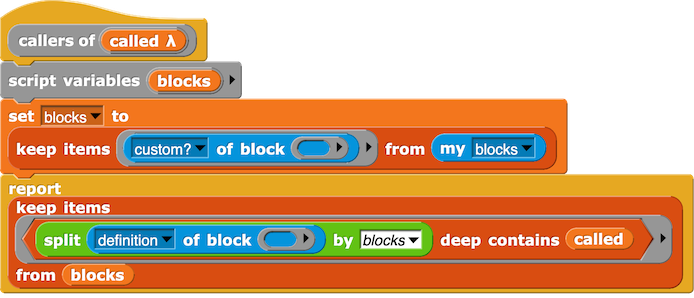 callers of called λ
script variables blocks
set blocks to
keep items custom? of block from my blocks
report
keep items
split definition of block by blocks deep contains called
from blocks